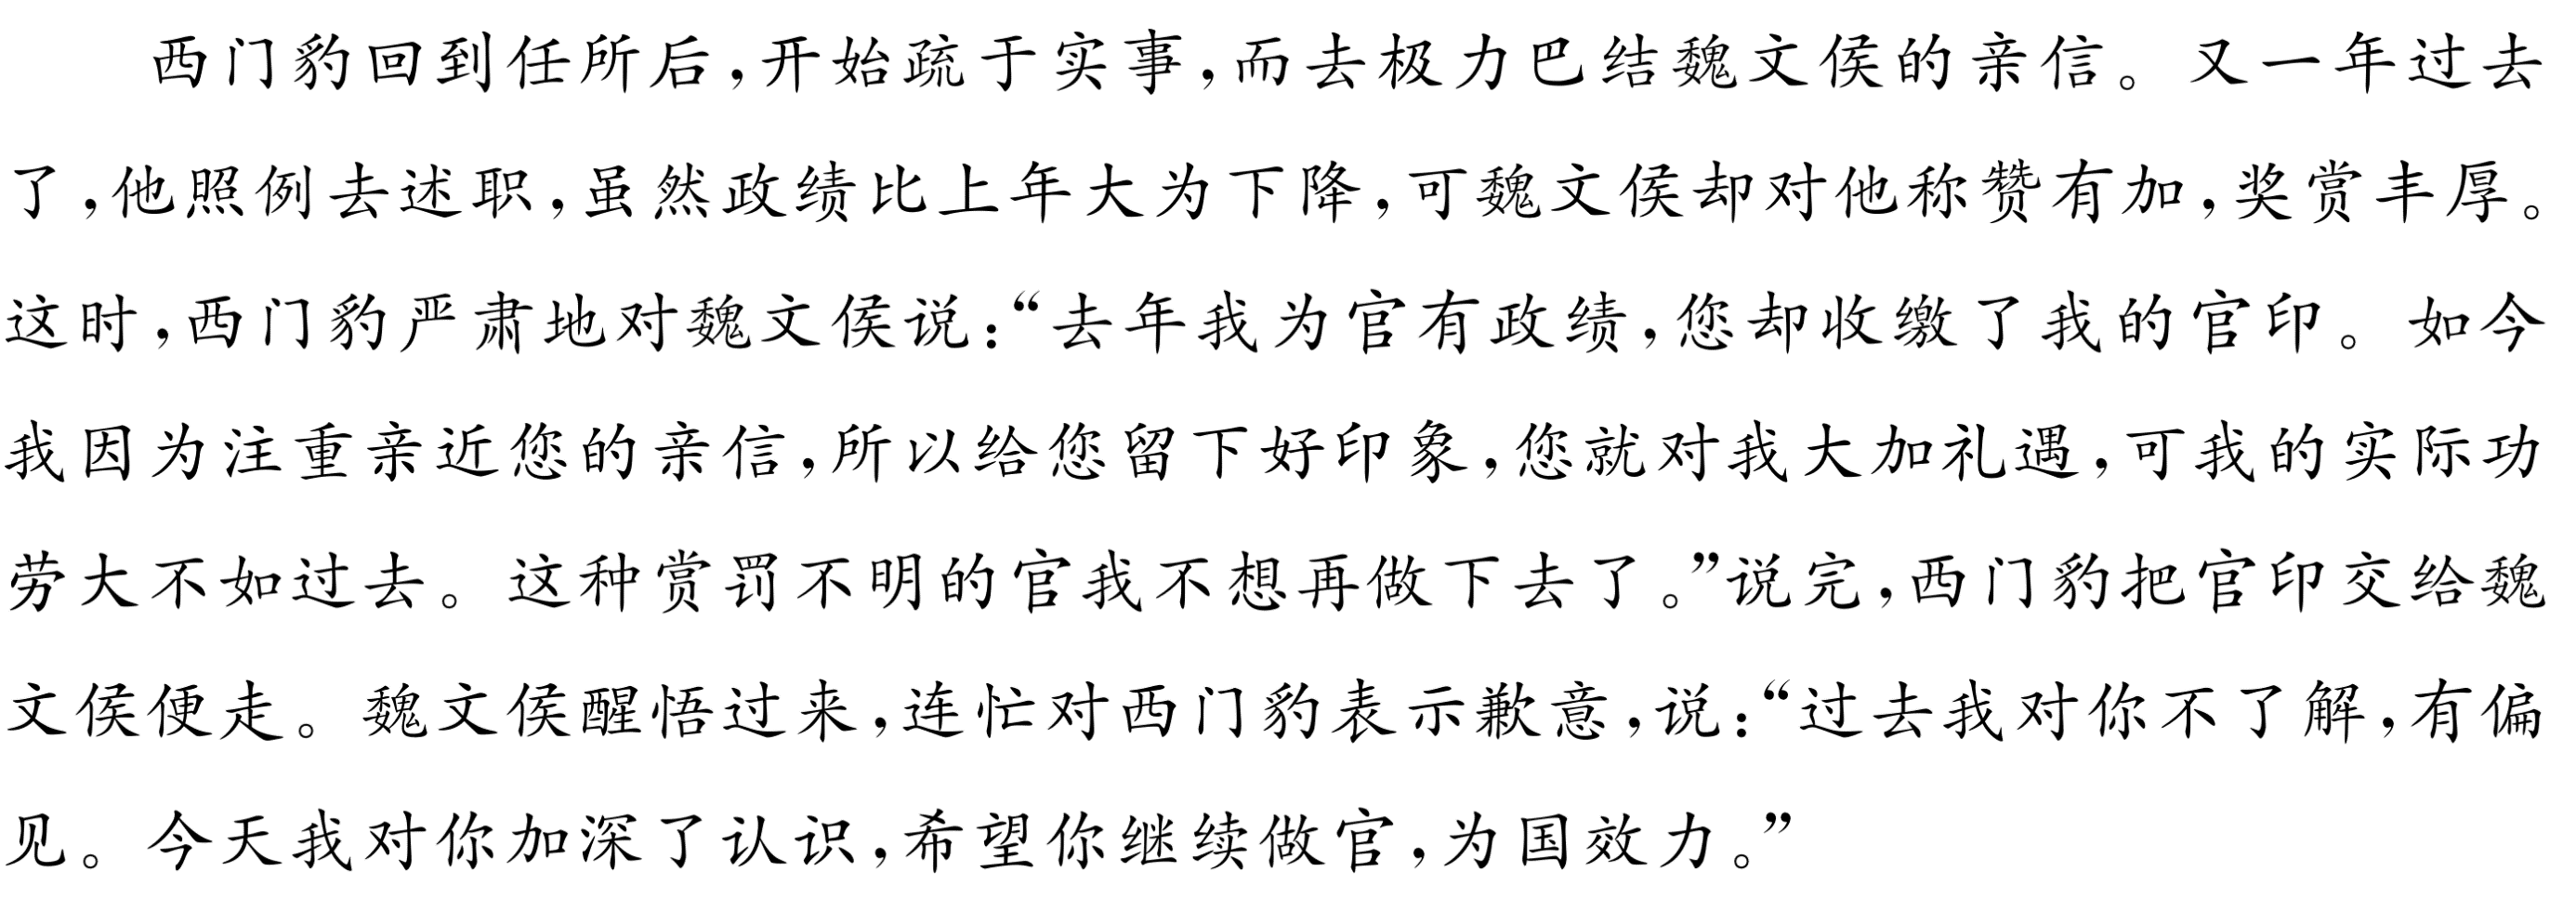 西门豹回到任所后,开始疏于实事,而去极力巴结魏文侯的亲信。又一年过去
了,他照例去述职,虽然政绩比上年大为下降,可魏文侯却对他称赞有加,奖赏丰厚。
这时,西门豹严肃地对魏文侯说:“去年我为官有政绩,您却收缴了我的官印。如今
我因为注重亲近您的亲信,所以给您留下好印象,您就对我大加礼遇,可我的实际功
劳大不如过去。这种赏罚不明的官我不想再做下去了。”说完,西门豹把官印交给魏
文侯便走。魏文侯醒悟过来,连忙对西门豹表示歉意,说:“过去我对你不了解,有偏
见。今天我对你加深了认识,希望你继续做官,为国效力。”